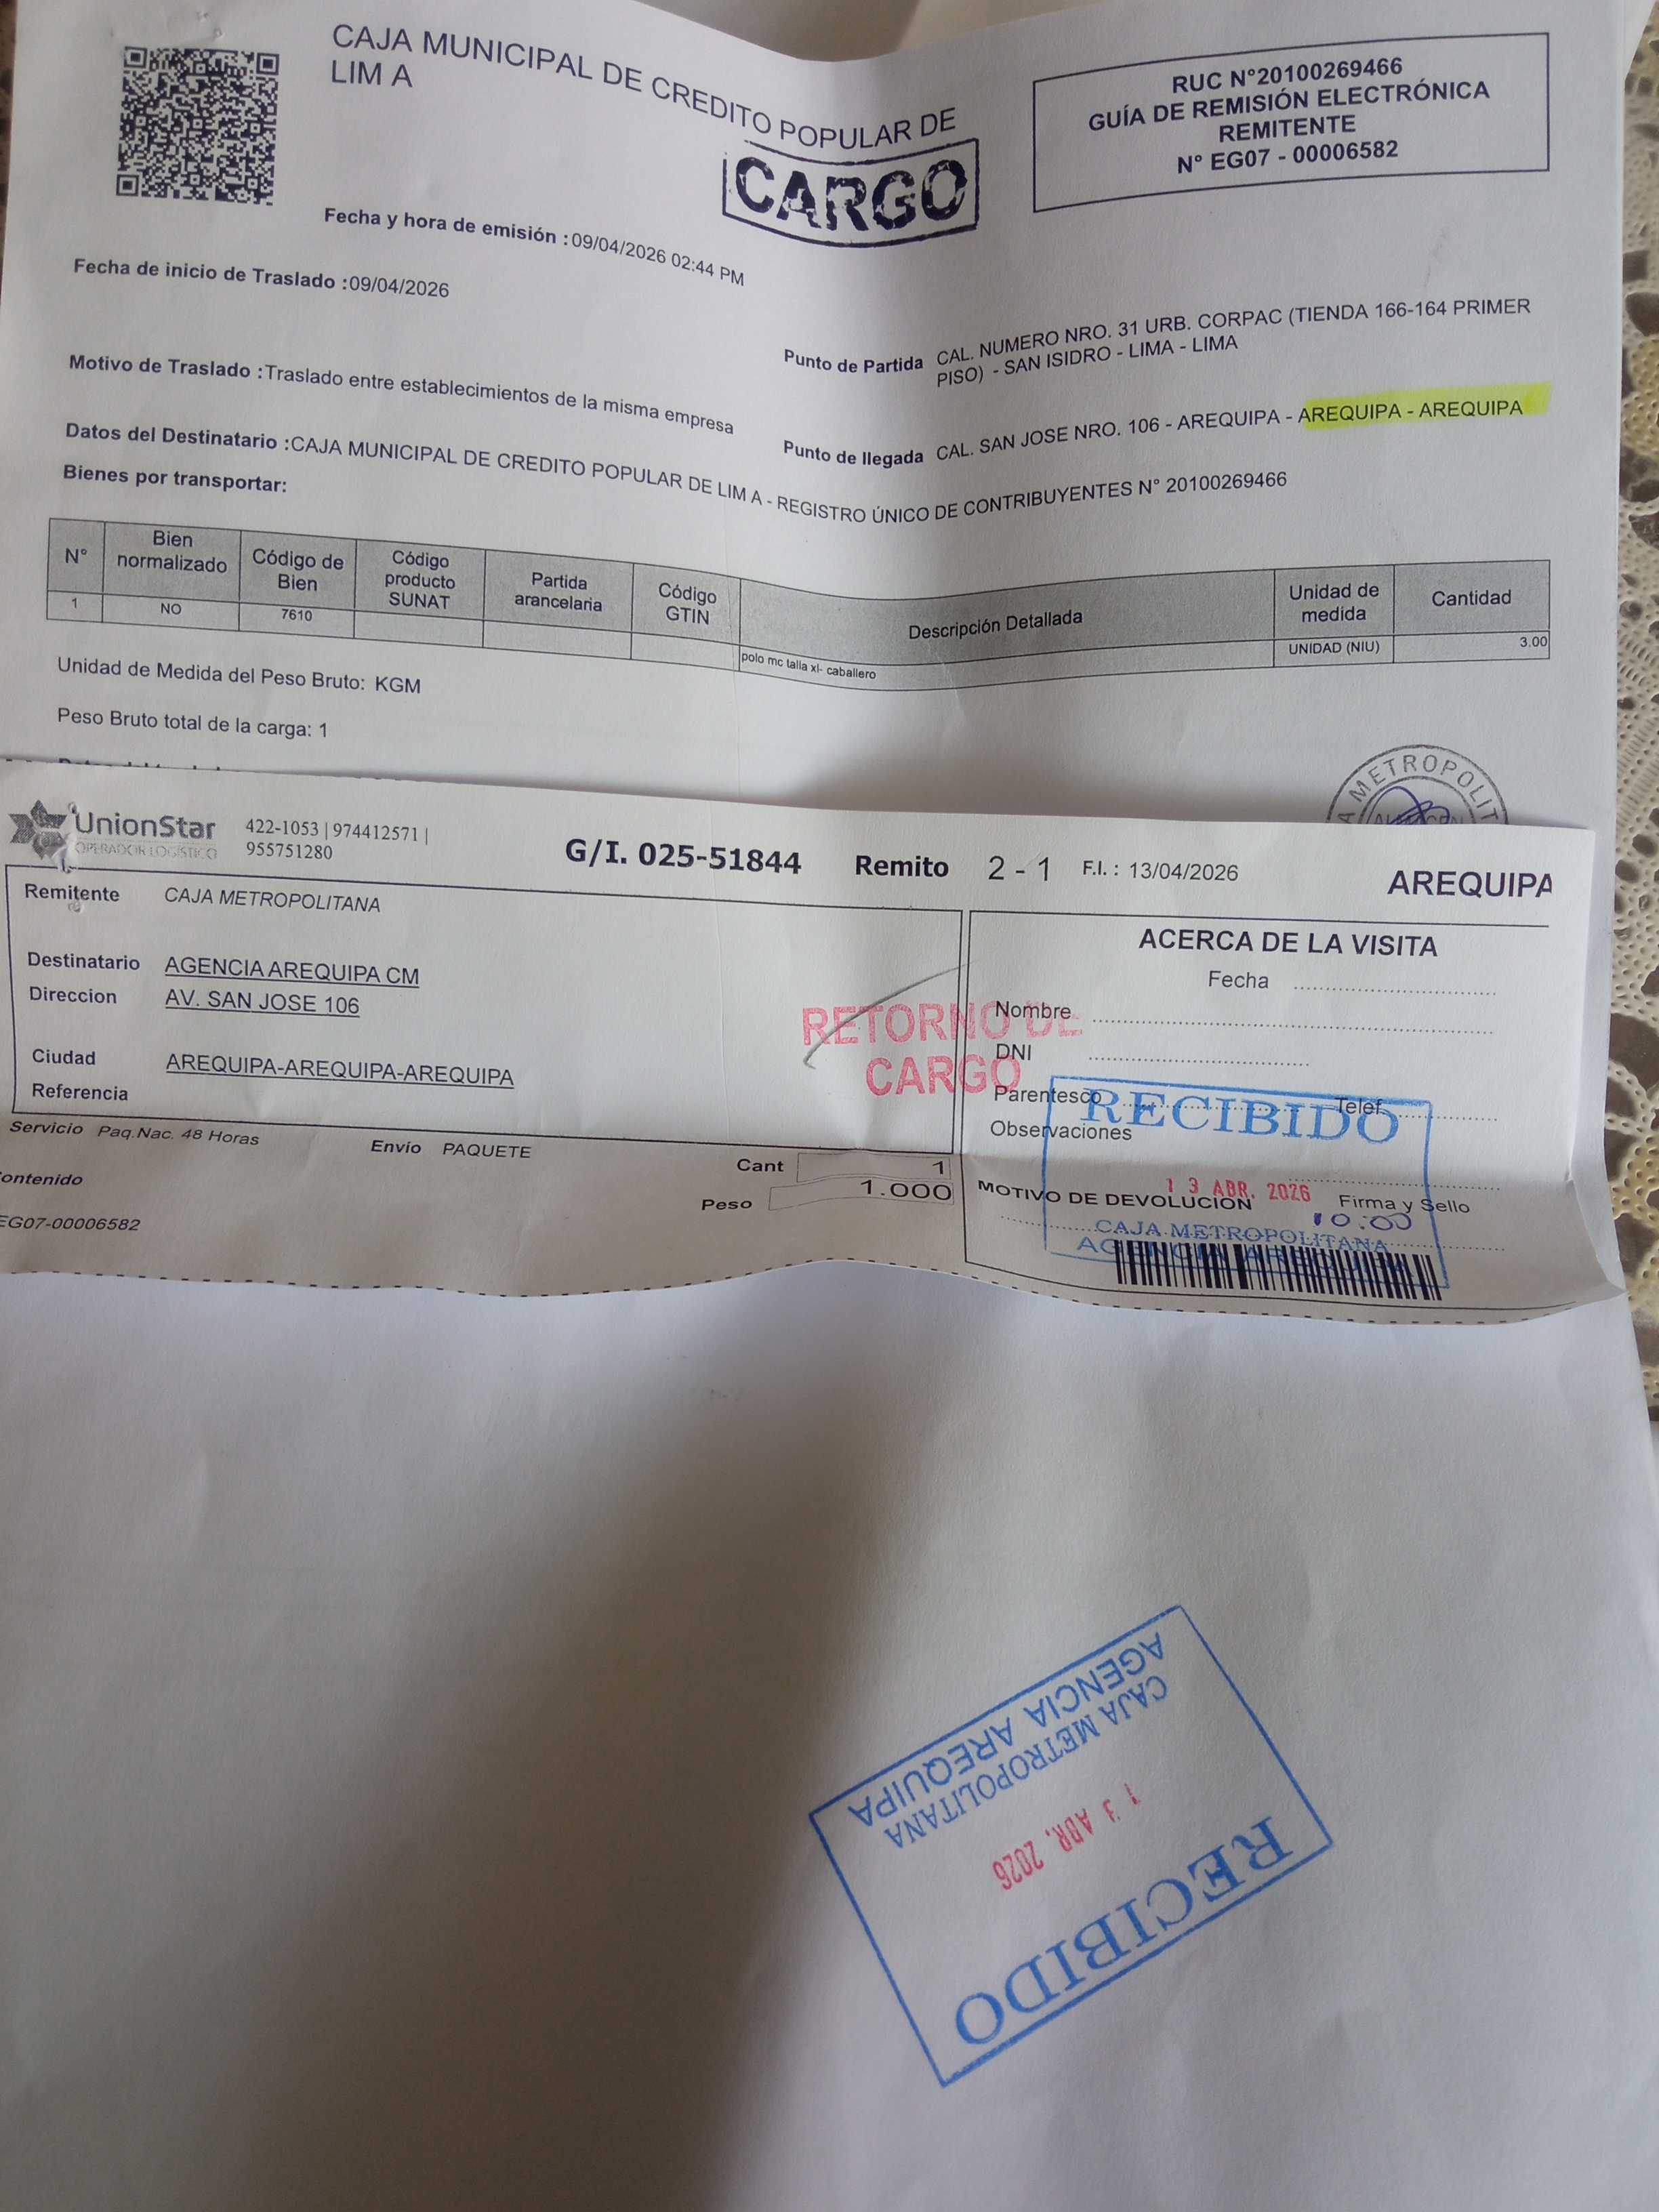 CAJA MUNICIPAL DE CREDITO POPULAR DE
LIM A
CARGO
RUC N°20100269466
GUÍA DE REMISIÓN ELECTRÓNICA
REMITENTE
N° EG07 - 00006582
Fecha y hora de emisión : 09/04/2026 02:44 PM
Fecha de inicio de Traslado : 09/04/2026
Motivo de Traslado : Traslado entre establecimientos de la misma empresa
Punto de Partida CAL. NUMERO NRO. 31 URB. CORPAC (TIENDA 166-164 PRIMER
PISO) - SAN ISIDRO - LIMA - LIMA
Punto de llegada CAL. SAN JOSE NRO. 106 - AREQUIPA - AREQUIPA - AREQUIPA
Datos del Destinatario : CAJA MUNICIPAL DE CREDITO POPULAR DE LIM A - REGISTRO ÚNICO DE CONTRIBUYENTES N° 20100269466
Bienes por transportar:
N° Bien normalizado Código de Bien Código producto SUNAT Partida arancelaria Código GTIN Descripción Detallada Unidad de medida Cantidad
1 NO 7610 polo mc talla xl- caballero UNIDAD (NIU) 3.00
Unidad de Medida del Peso Bruto: KGM
Peso Bruto total de la carga: 1
METROPOLIT
UnionStar
OPERADOR LOGÍSTICO
422-1053 | 974412571 |
955751280
G/I. 025-51844 Remito 2 - 1 F.I. : 13/04/2026
AREQUIPA
Remitente CAJA METROPOLITANA
Destinatario AGENCIA AREQUIPA CM
Direccion AV. SAN JOSE 106
Ciudad AREQUIPA-AREQUIPA-AREQUIPA
Referencia
RETORNO DE
CARGO
Servicio Paq.Nac. 48 Horas Envío PAQUETE
Cant 1
Peso 1.000
ontenido
EG07-00006582
ACERCA DE LA VISITA
Fecha
Nombre
DNI
Parentesco Telef.
Observaciones
MOTIVO DE DEVOLUCION Firma y Sello
RECIBIDO
13 ABR. 2026
10:00
CAJA METROPOLITANA
AGENCIA AREQUIPA
RECIBIDO
13 ABR. 2026
CAJA METROPOLITANA
AGENCIA AREQUIPA